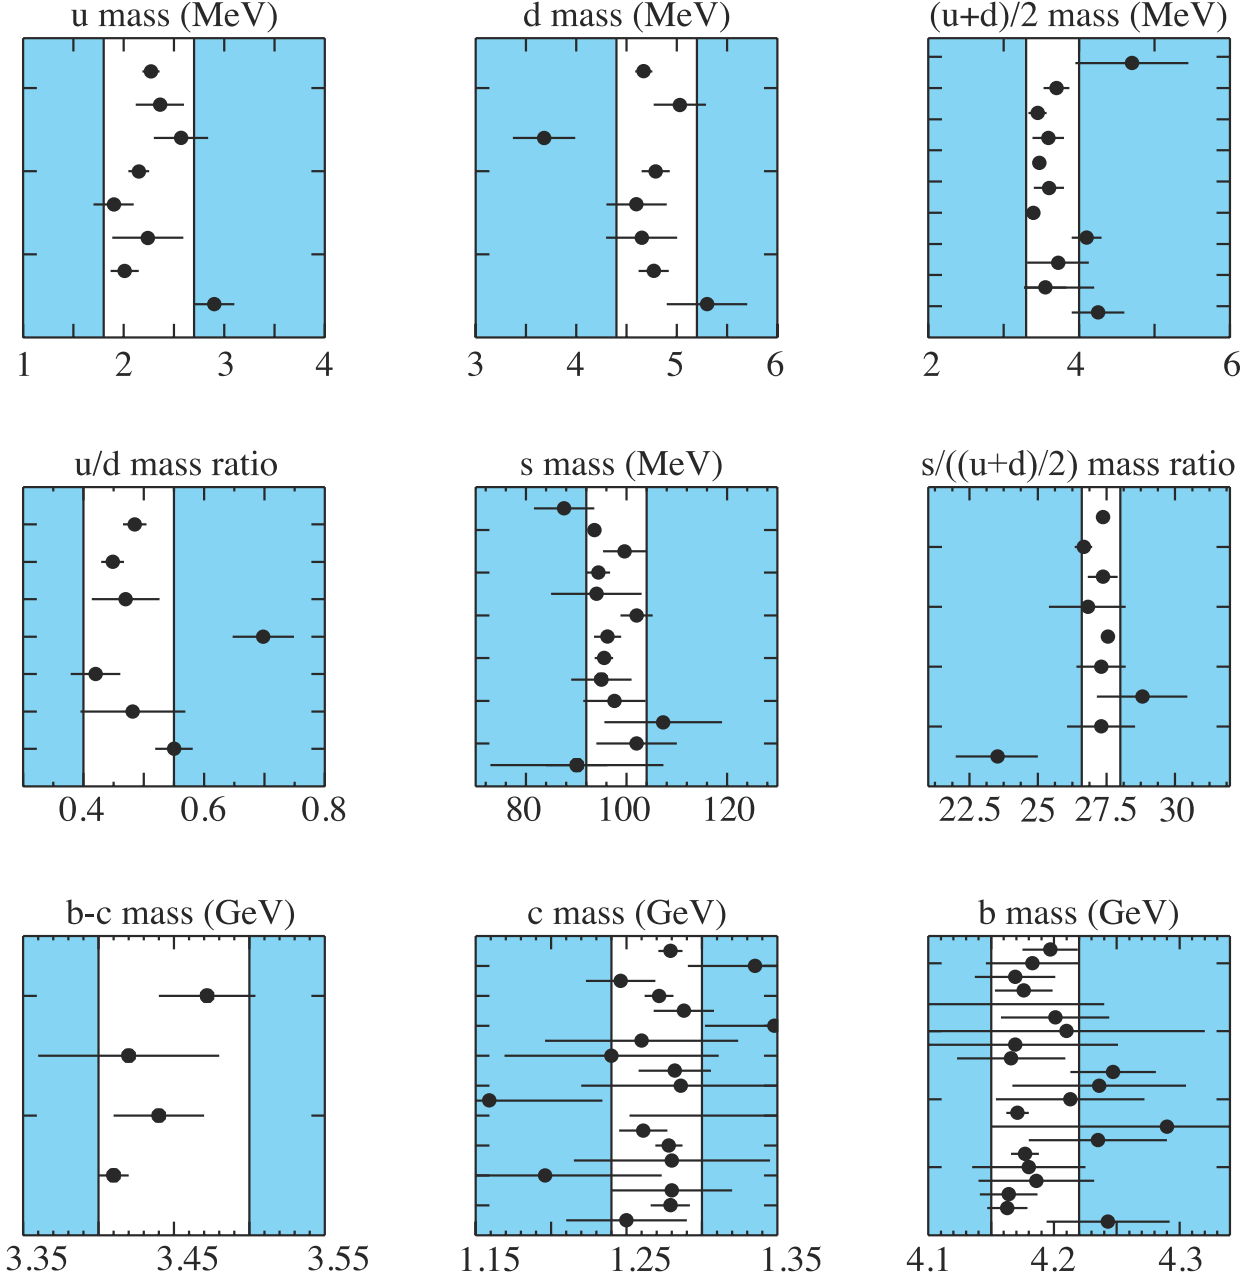 u mass (MeV) d mass (MeV) (u+d)/2 mass (MeV)
1 2 3 4 3 4 5 6 2 4 6
u/d mass ratio s mass (MeV) s/((u+d)/2) mass ratio
0.4 0.6 0.8 80 100 120 22.5 25 27.5 30
b-c mass (GeV) c mass (GeV) b mass (GeV)
3.35 3.45 3.55 1.15 1.25 1.35 4.1 4.2 4.3